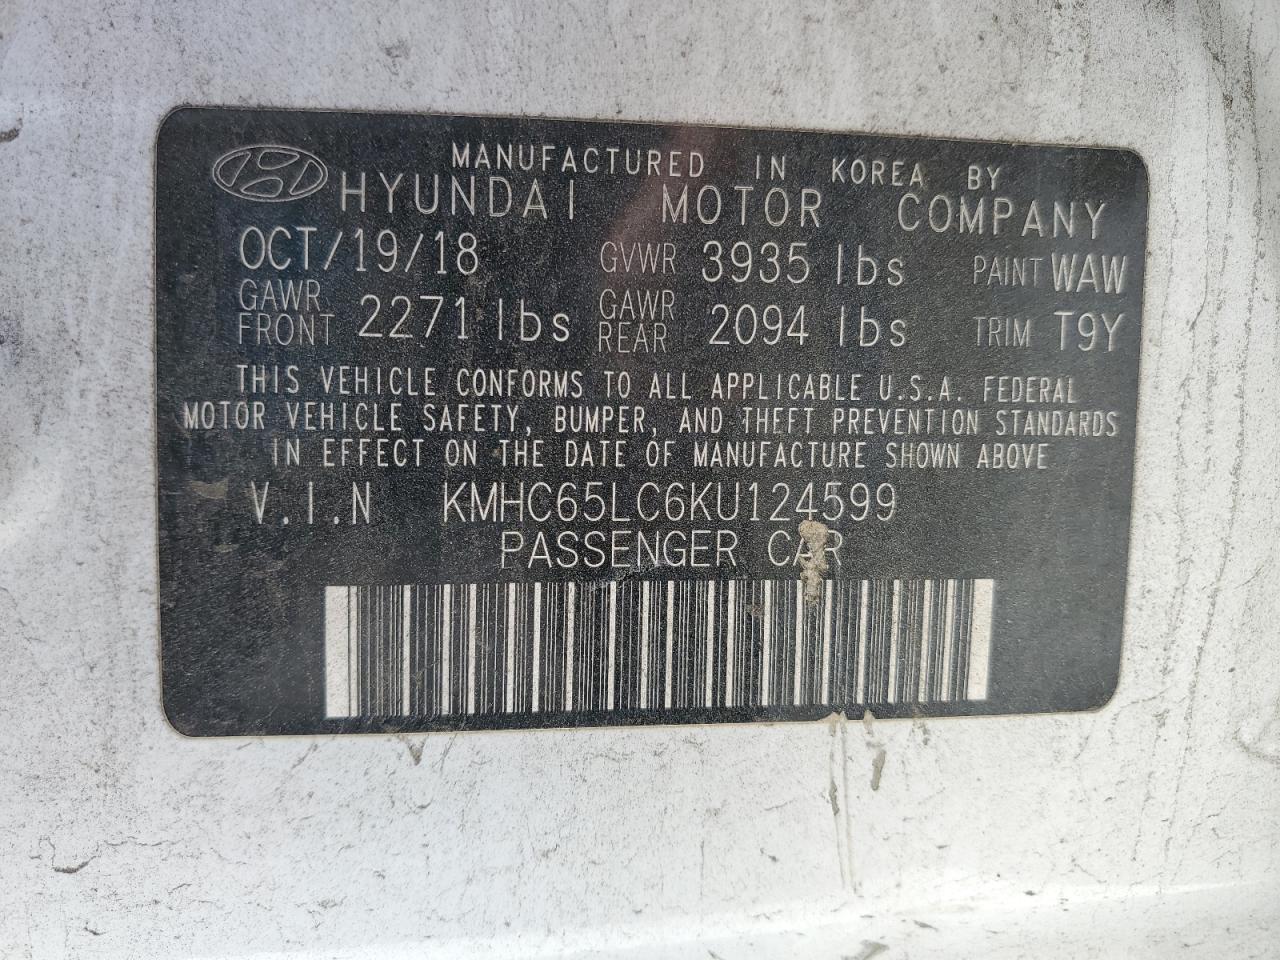 MANUFACTURED IN KOREA BY
HYUNDAI MOTOR COMPANY
OCT/19/18 GVWR 3935 lbs PAINT WAW
GAWR FRONT 2271 lbs GAWR REAR 2094 lbs TRIM T9Y
THIS VEHICLE CONFORMS TO ALL APPLICABLE U.S.A. FEDERAL
MOTOR VEHICLE SAFETY, BUMPER, AND THEFT PREVENTION STANDARDS
IN EFFECT ON THE DATE OF MANUFACTURE SHOWN ABOVE
V.I.N KMHC65LC6KU124599
PASSENGER CAR